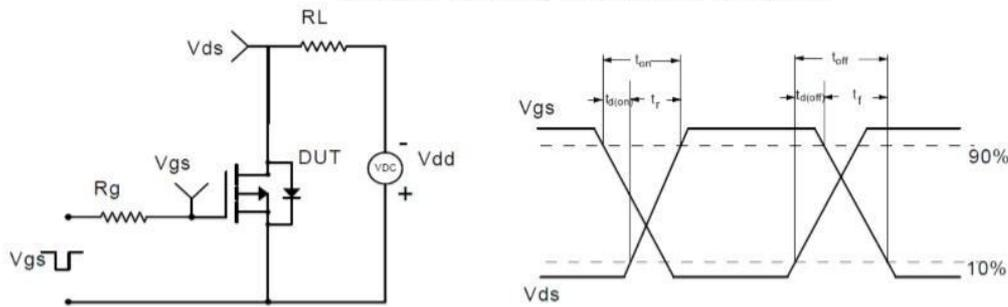 RL
Vds
Vgs
DUT
VDC
-
Vdd
+
Rg
Vgs
ton
toff
td(on)
tr
td(off)
tf
Vgs
90%
10%
Vds